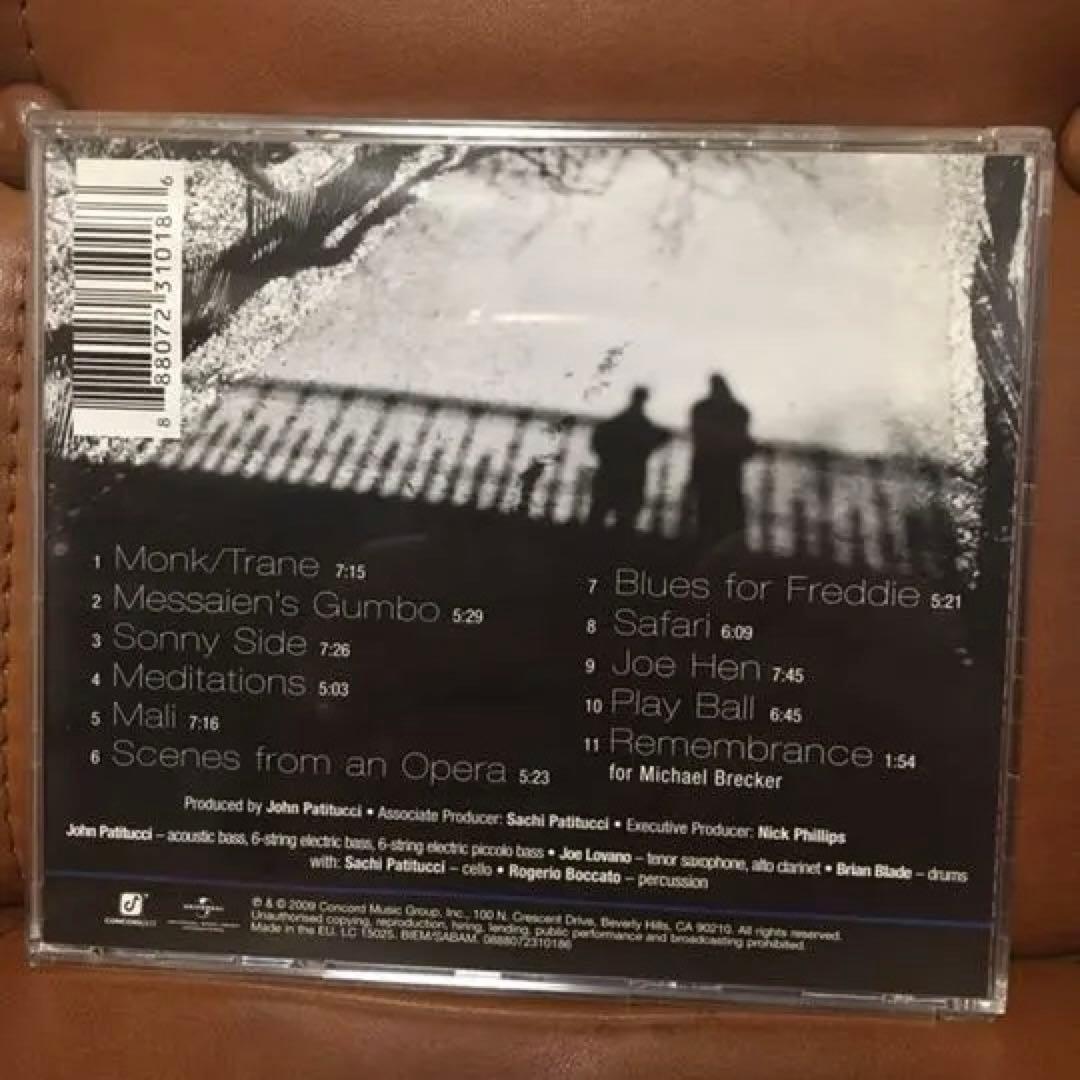 8 88072 31018 6
1 Monk/Trane 7:15
2 Messaien's Gumbo 5:29
3 Sonny Side 7:26
4 Meditations 5:03
5 Mali 7:16
6 Scenes from an Opera 5:23
7 Blues for Freddie 5:21
8 Safari 6:09
9 Joe Hen 7:45
10 Play Ball 6:45
11 Remembrance 1:54
for Michael Brecker
Produced by John Patitucci • Associate Producer: Sachi Patitucci • Executive Producer: Nick Phillips
John Patitucci – acoustic bass, 6-string electric bass, 6-string electric piccolo bass • Joe Lovano – tenor saxophone, alto clarinet • Brian Blade – drums
with: Sachi Patitucci – cello • Rogerio Boccato – percussion
CONCORD
UNIVERSAL
℗ & © 2009 Concord Music Group, Inc., 100 N. Crescent Drive, Beverly Hills, CA 90210. All rights reserved.
Unauthorised copying, reproduction, hiring, lending, public performance and broadcasting prohibited.
Made in the EU. LC 15025. BIEM/SABAM. 0888072310186